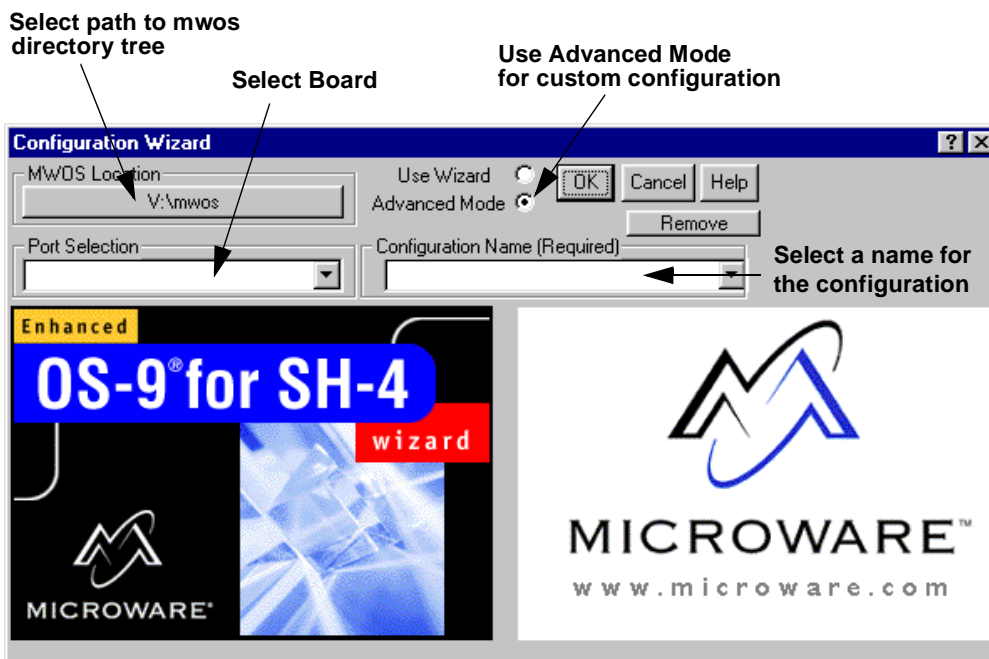 Select path to mwos
directory tree
Select Board
Use Advanced Mode
for custom configuration
Configuration Wizard
MWOS Location
V:\mwos
Use Wizard
Advanced Mode
OK
Cancel
Help
Remove
Port Selection
Configuration Name (Required)
Select a name for
the configuration
Enhanced
OS-9® for SH-4
wizard
MICROWARE®
MICROWARE™
www.microware.com